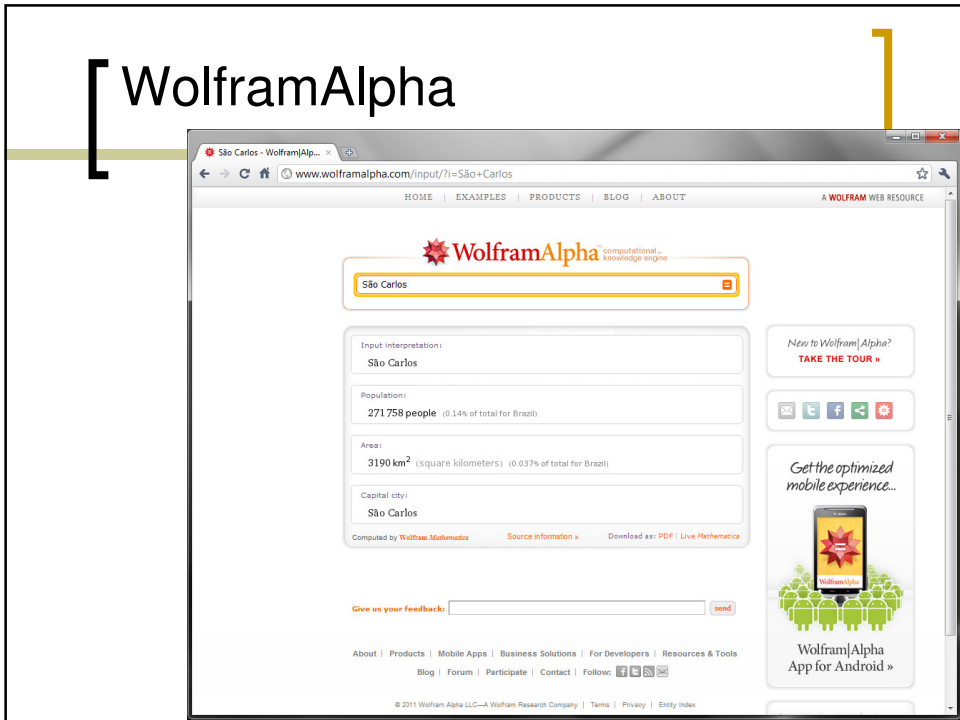 WolframAlpha
São Carlos - Wolfram|Alp...
www.wolframalpha.com/input/?i=São+Carlos
HOME | EXAMPLES | PRODUCTS | BLOG | ABOUT
A WOLFRAM WEB RESOURCE
WolframAlpha™ computational..
knowledge engine
São Carlos
Input interpretation:
São Carlos
Population:
271758 people (0.14% of total for Brazil)
Area:
3190 km² (square kilometers) (0.037% of total for Brazil)
Capital city:
São Carlos
Computed by Wolfram Mathematica
Source information »
Download as: PDF | Live Mathematica
New to Wolfram|Alpha?
TAKE THE TOUR »
Get the optimized
mobile experience...
WolframAlpha
Wolfram|Alpha
App for Android »
Give us your feedback:
send
About | Products | Mobile Apps | Business Solutions | For Developers | Resources & Tools
Blog | Forum | Participate | Contact | Follow:
© 2011 Wolfram Alpha LLC—A Wolfram Research Company | Terms | Privacy | Entity Index